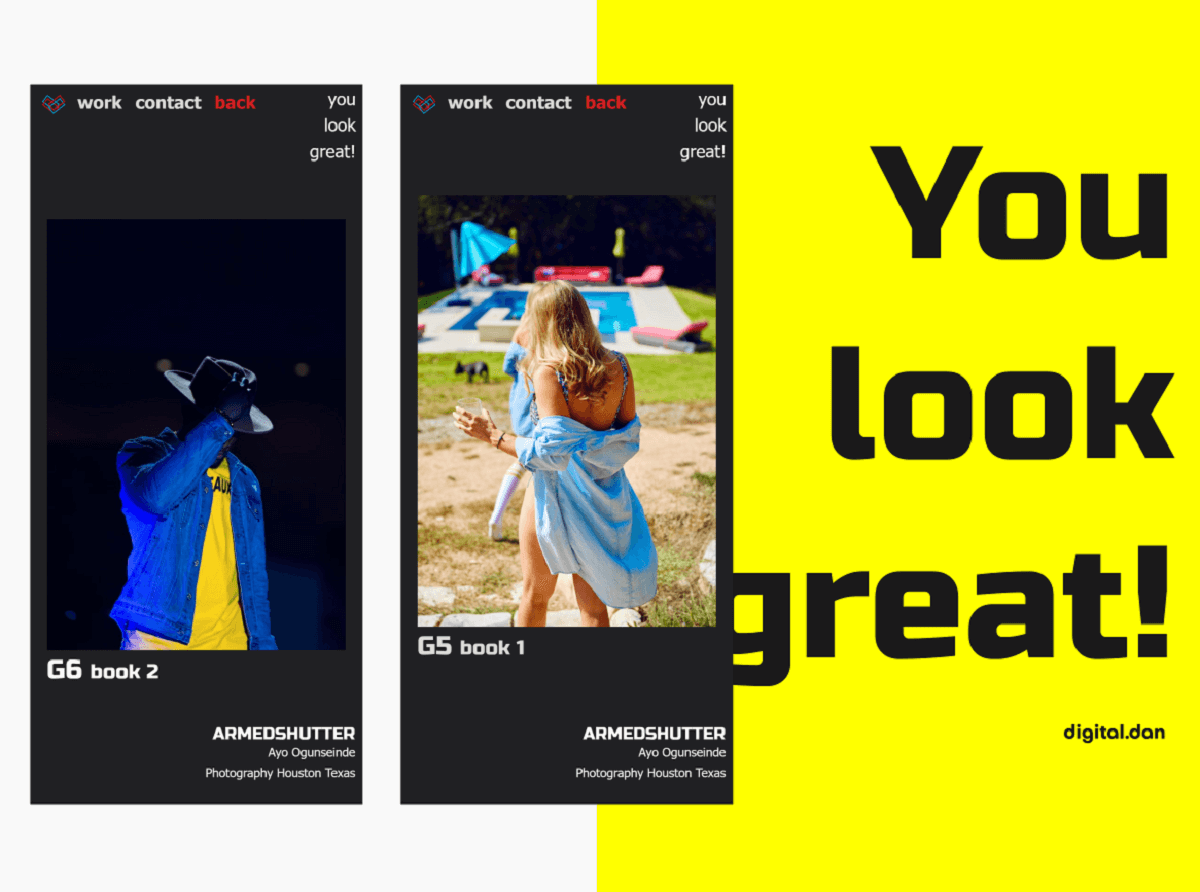 work contact back
you
look
great!
G6 book 2
ARMEDSHUTTER
Ayo Ogunseinde
Photography Houston Texas
work contact back
you
look
great!
G5 book 1
ARMEDSHUTTER
Ayo Ogunseinde
Photography Houston Texas
You
look
great!
digital.dan